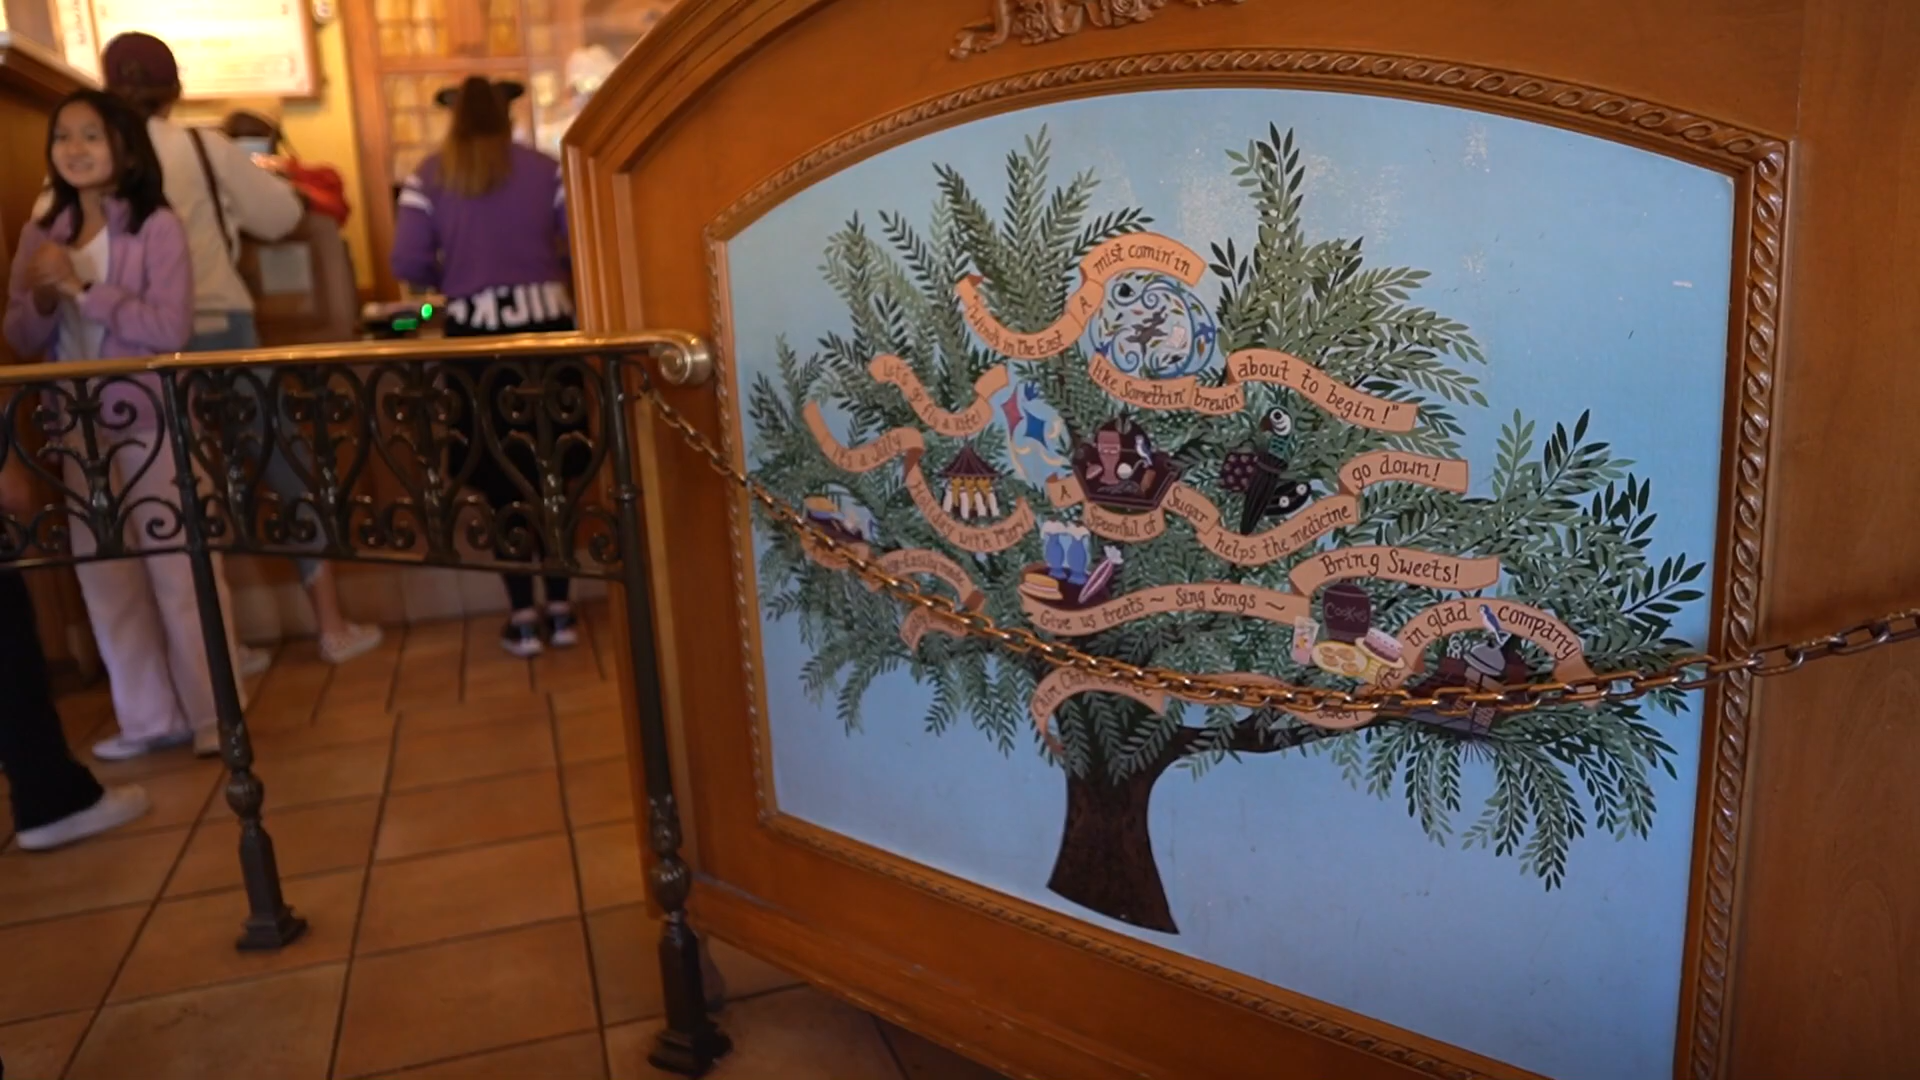 "Wind's in the East
A
mist comin' in
like Somethin' brewin'
about to begin!"
Let's go fly a kite!
It's a Jolly
Holiday with Mary!
A
Spoonful of
Sugar
helps the medicine
go down!
Give us treats ~ Sing Songs ~
Bring Sweets!
Cookies
in glad
company
MICK